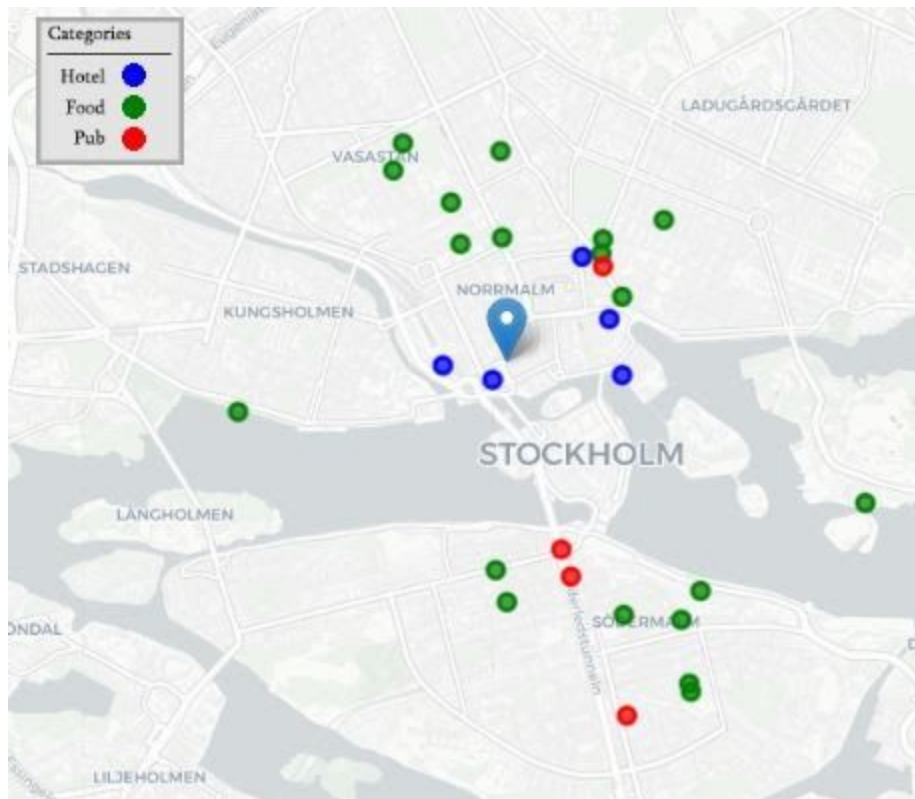 Categories
Hotel
Food
Pub
LADUGÅRDSGÄRDET
VASASTAN
STADSHAGEN
NORRMALM
KUNGSHOLMEN
STOCKHOLM
LÅNGHOLMEN
SÖDERMALM
ONDAL
LILJEHOLMEN